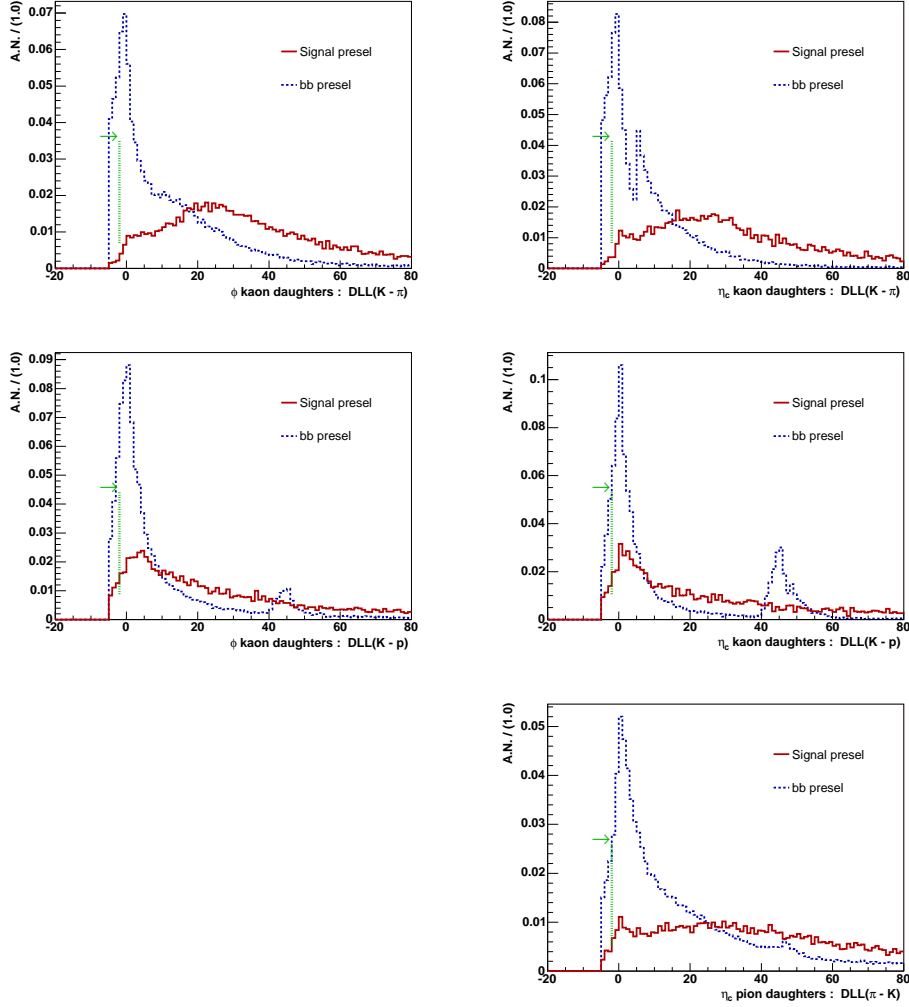 A.N. / (1.0)
0.07
0.06
0.05
0.04
0.03
0.02
0.01
0
-20 0 20 40 60 80
Signal presel
bb presel
ϕ kaon daughters : DLL(K - π)
A.N. / (1.0)
0.08
0.07
0.06
0.05
0.04
0.03
0.02
0.01
0
-20 0 20 40 60 80
Signal presel
bb presel
η_c kaon daughters : DLL(K - π)
A.N. / (1.0)
0.09
0.08
0.07
0.06
0.05
0.04
0.03
0.02
0.01
0
-20 0 20 40 60 80
Signal presel
bb presel
ϕ kaon daughters : DLL(K - p)
A.N. / (1.0)
0.1
0.08
0.06
0.04
0.02
0
-20 0 20 40 60 80
Signal presel
bb presel
η_c kaon daughters : DLL(K - p)
A.N. / (1.0)
0.05
0.04
0.03
0.02
0.01
0
-20 0 20 40 60 80
Signal presel
bb presel
η_c pion daughters : DLL(π - K)